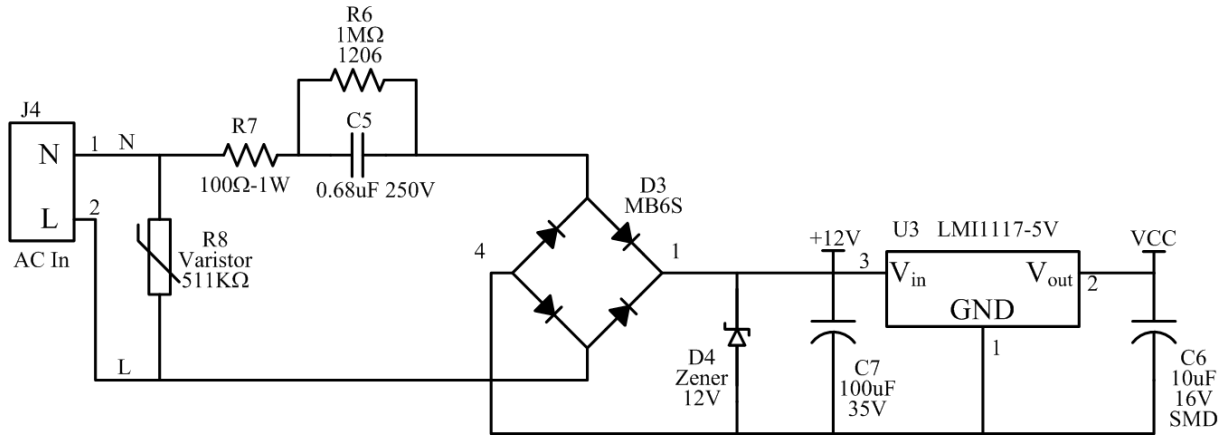 R6
1MΩ
1206
J4
N
L
AC In
1
N
2
R7
100Ω-1W
C5
0.68uF 250V
R8
Varistor
511KΩ
L
D3
MB6S
4
1
+12V
3
U3 LMI1117-5V
Vin
Vout
GND
2
1
VCC
D4
Zener
12V
C7
100uF
35V
C6
10uF
16V
SMD